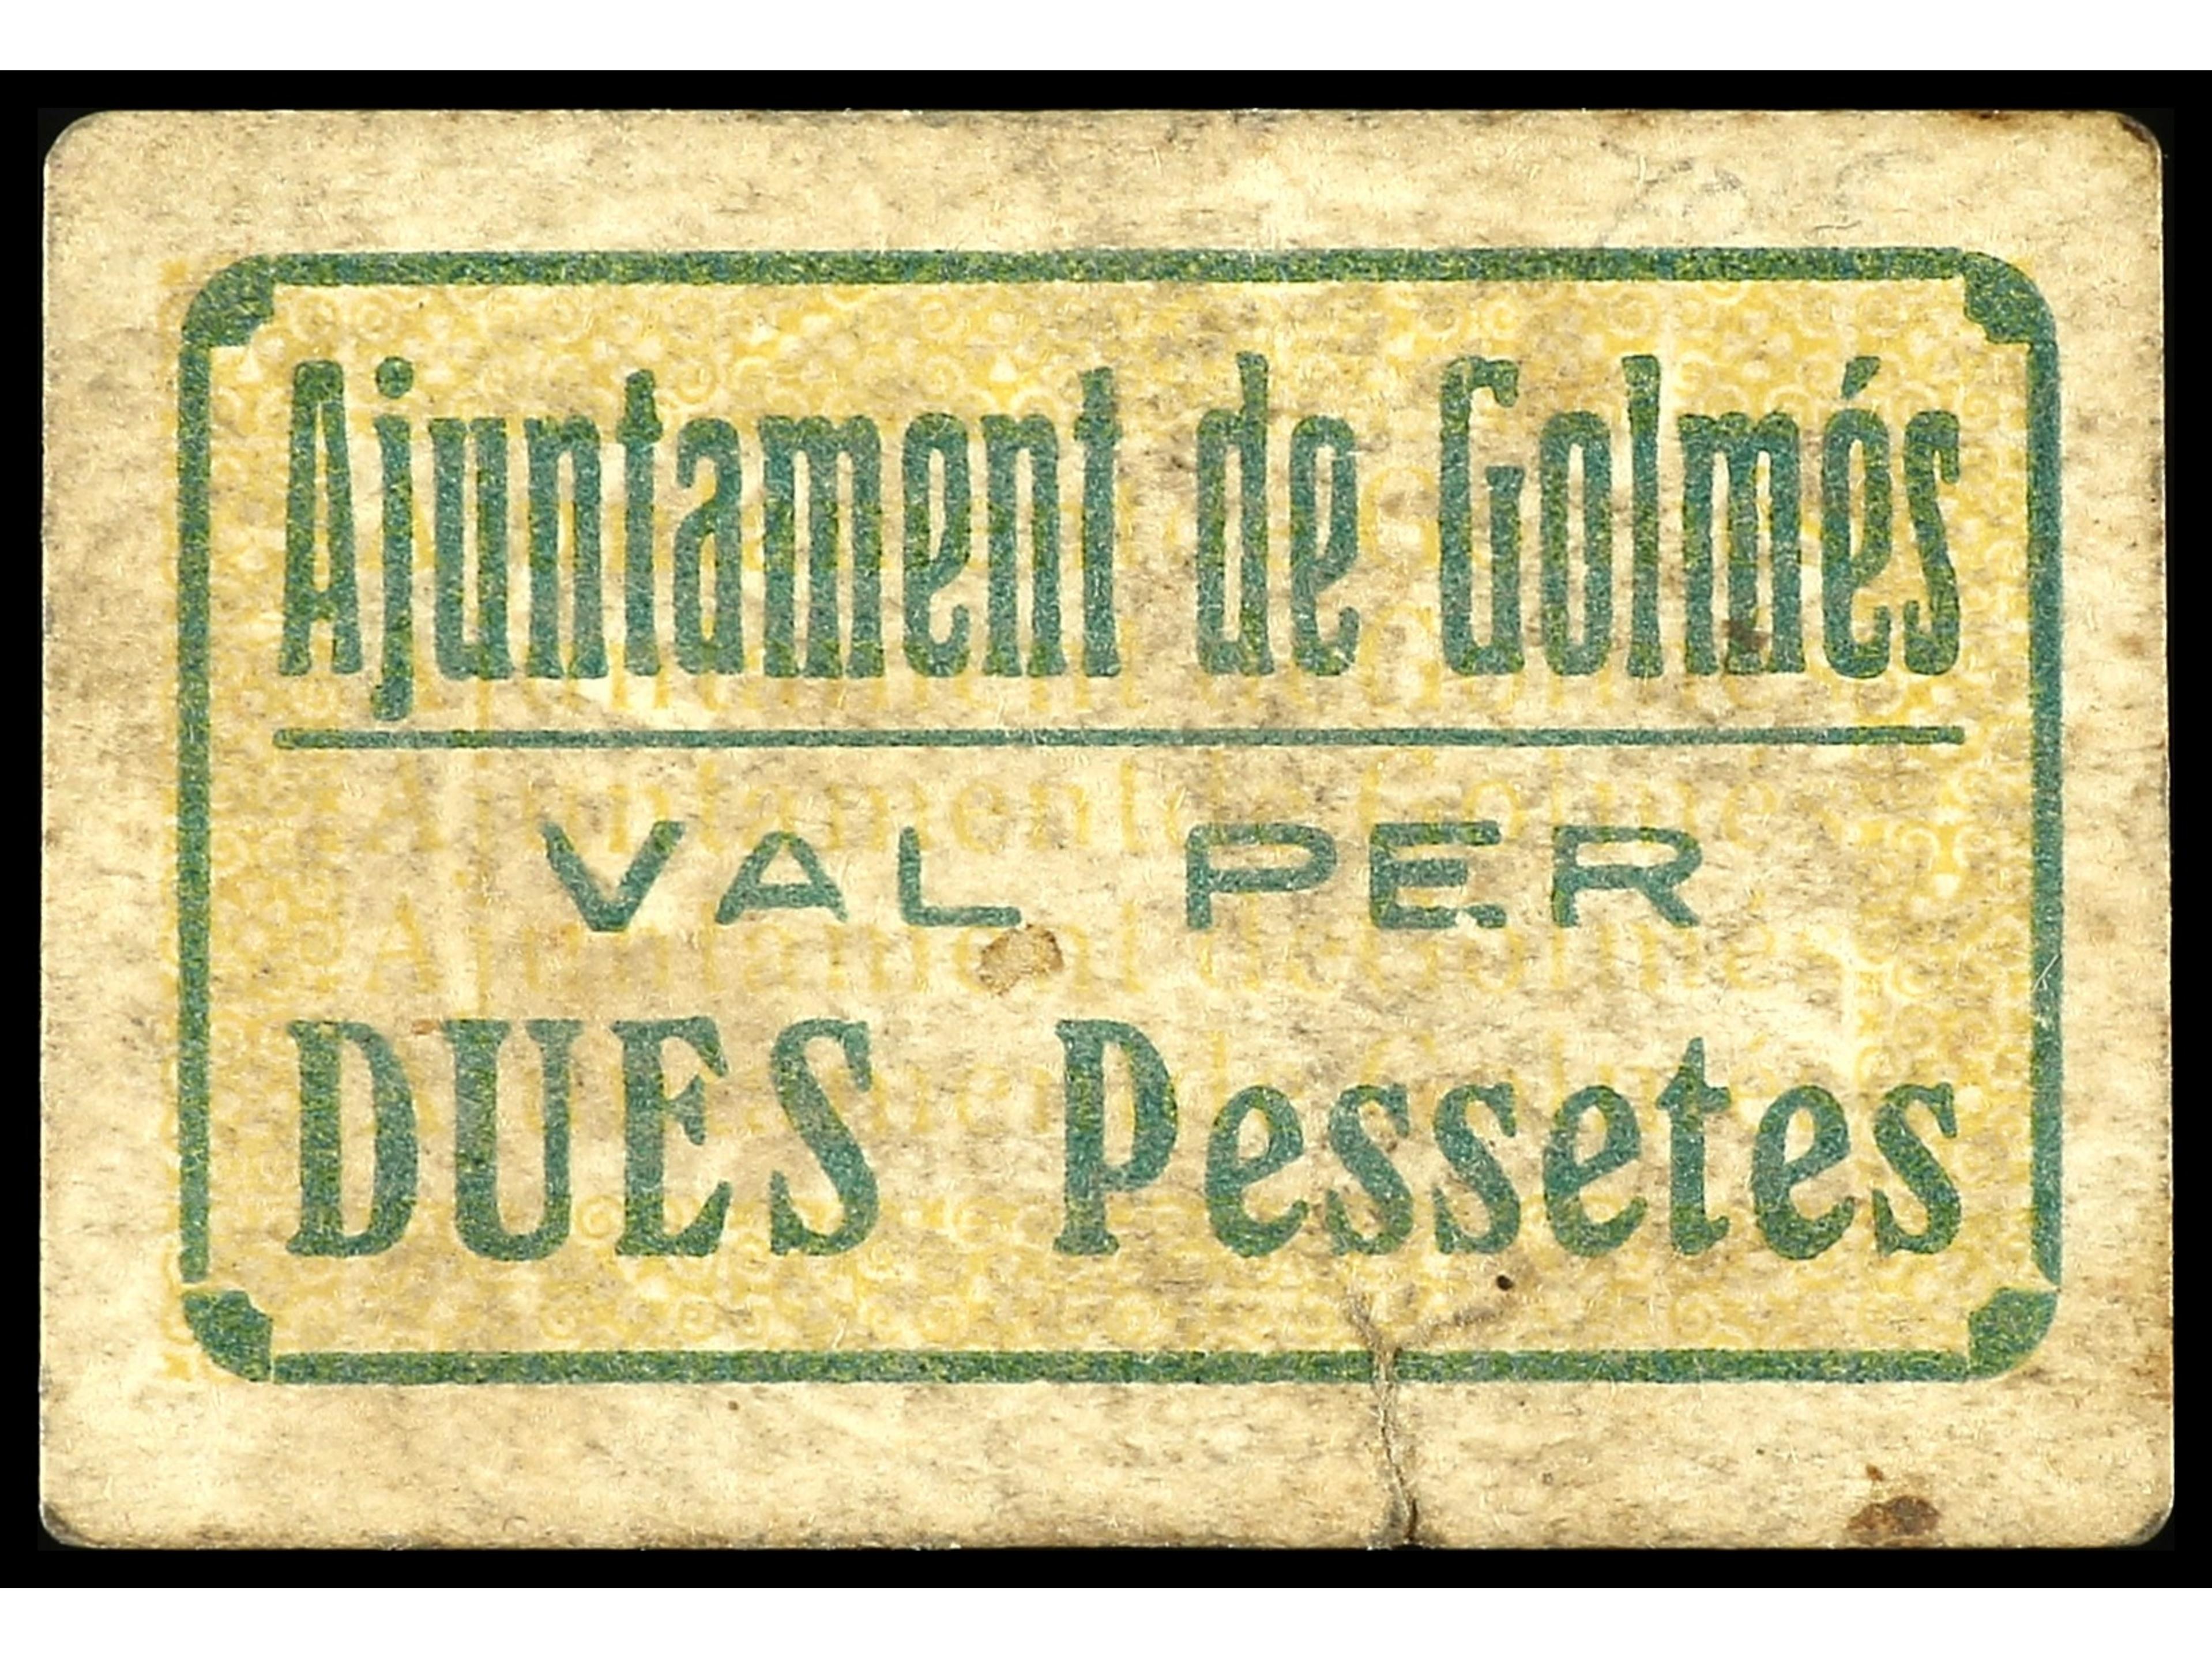 Ajuntament de Golmés
VAL PER
DUES Pessetes